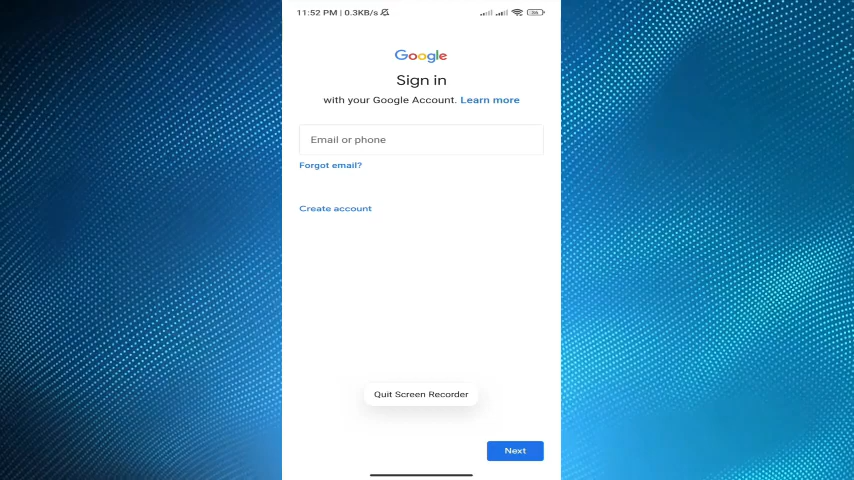 11:52 PM | 0.3KB/s
Google
Sign in
with your Google Account. Learn more
Email or phone
Forgot email?
Create account
Quit Screen Recorder
Next